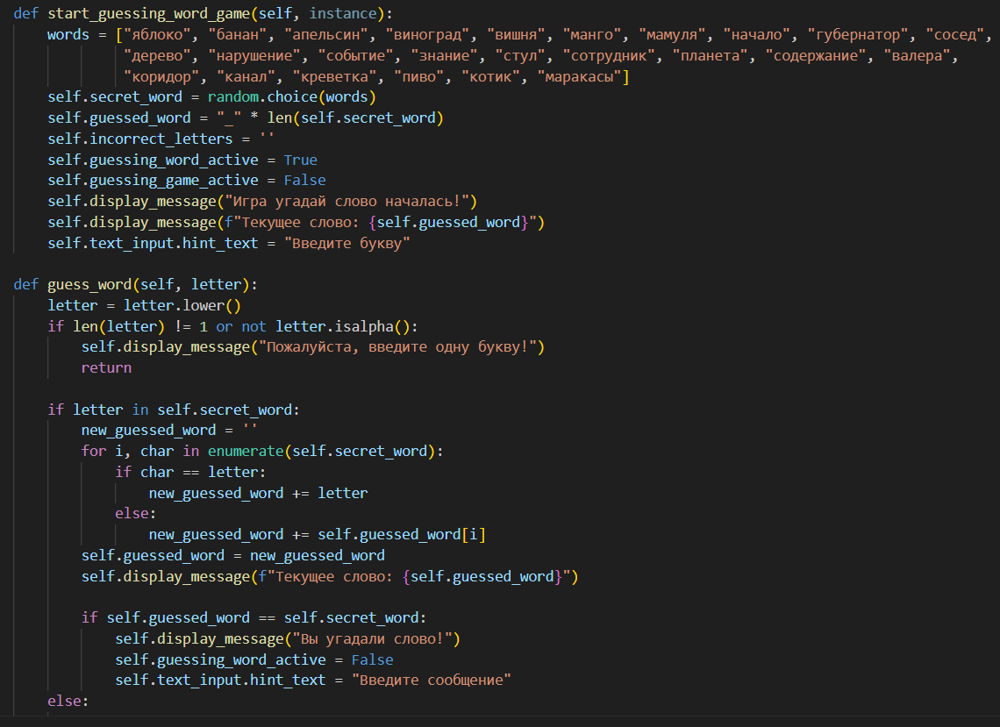 def start_guessing_word_game(self, instance):
    words = ["яблоко", "банан", "апельсин", "виноград", "вишня", "манго", "мамуля", "начало", "губернатор", "сосед",
             "дерево", "нарушение", "событие", "знание", "стул", "сотрудник", "планета", "содержание", "валера",
             "коридор", "канал", "креветка", "пиво", "котик", "маракасы"]
    self.secret_word = random.choice(words)
    self.guessed_word = "_" * len(self.secret_word)
    self.incorrect_letters = ''
    self.guessing_word_active = True
    self.guessing_game_active = False
    self.display_message("Игра угадай слово началась!")
    self.display_message(f"Текущее слово: {self.guessed_word}")
    self.text_input.hint_text = "Введите букву"

def guess_word(self, letter):
    letter = letter.lower()
    if len(letter) != 1 or not letter.isalpha():
        self.display_message("Пожалуйста, введите одну букву!")
        return

    if letter in self.secret_word:
        new_guessed_word = ''
        for i, char in enumerate(self.secret_word):
            if char == letter:
                new_guessed_word += letter
            else:
                new_guessed_word += self.guessed_word[i]
        self.guessed_word = new_guessed_word
        self.display_message(f"Текущее слово: {self.guessed_word}")

        if self.guessed_word == self.secret_word:
            self.display_message("Вы угадали слово!")
            self.guessing_word_active = False
            self.text_input.hint_text = "Введите сообщение"
    else: